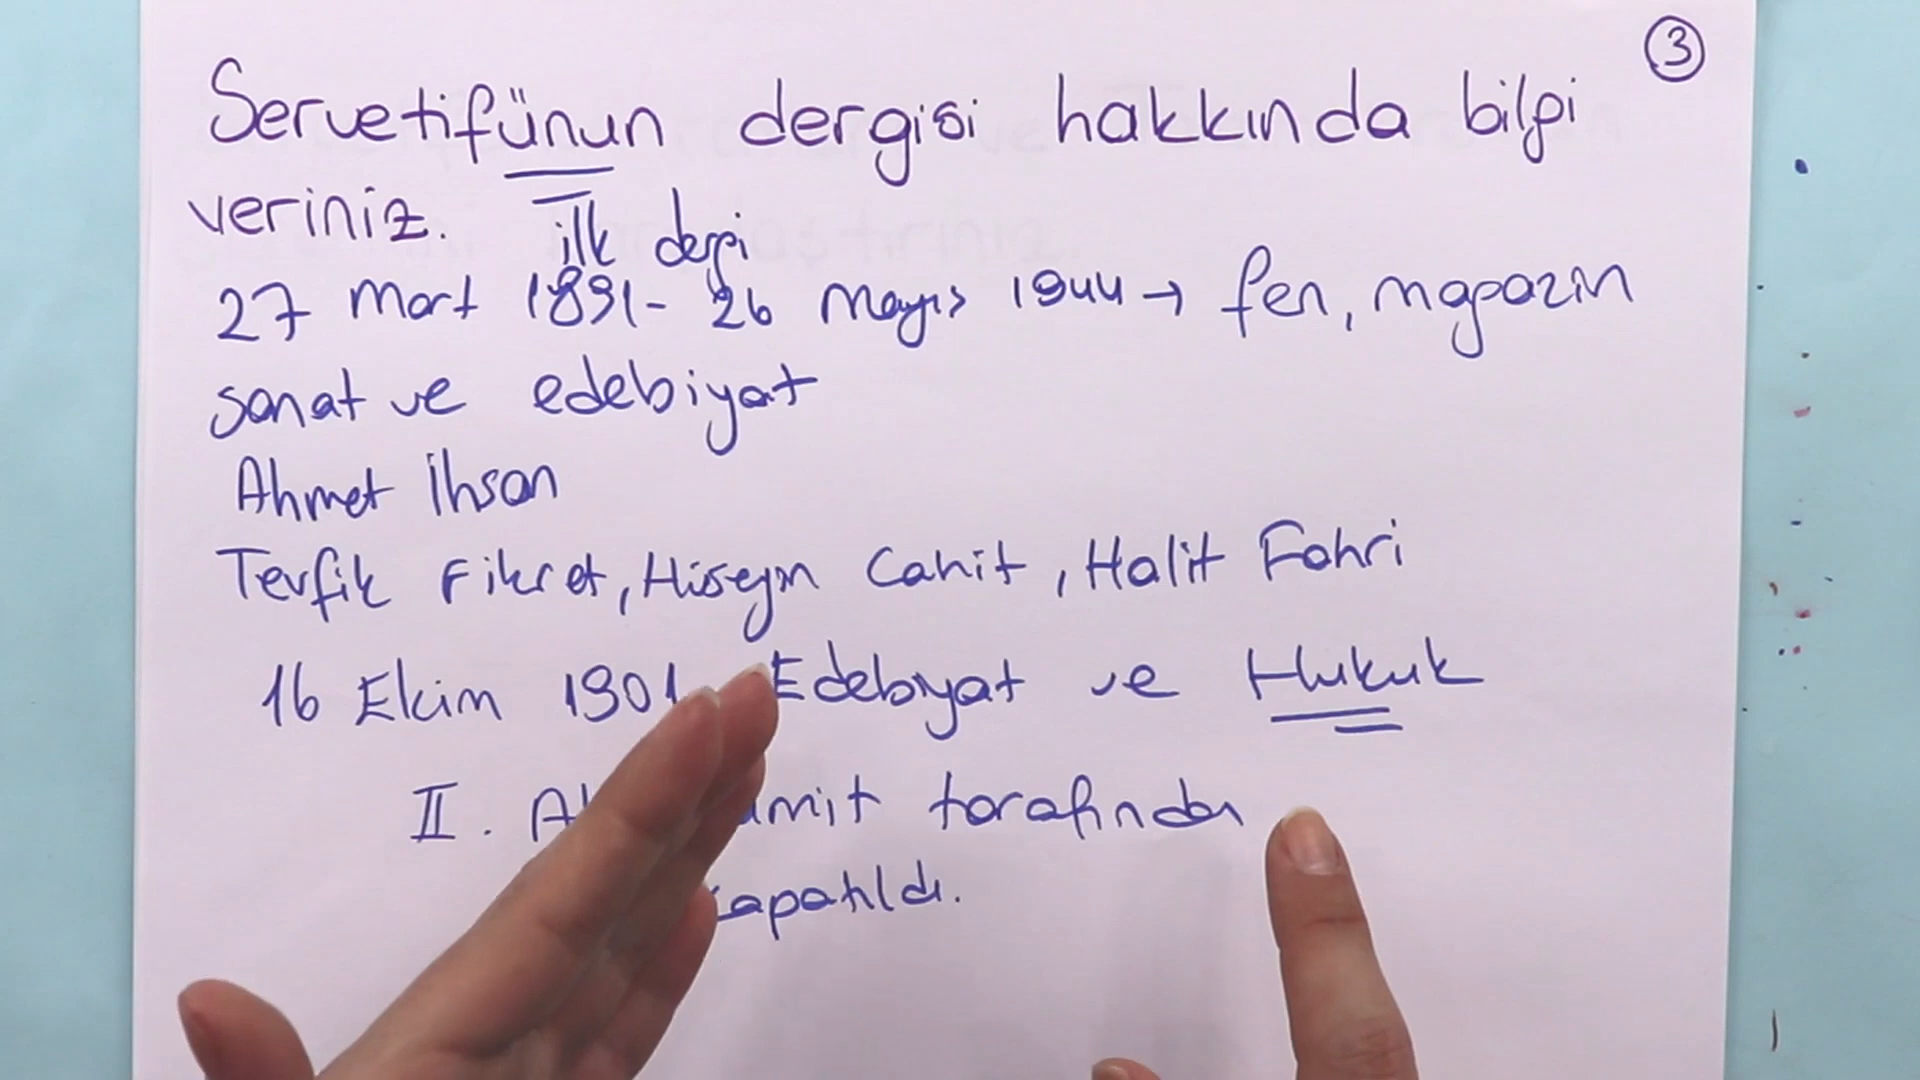 3
Servetifünun dergisi hakkında bilgi
veriniz. ilk dergi
27 Mart 1891 - 26 Mayıs 1944 → fen, magazin
sanat ve edebiyat
Ahmet İhsan
Tevfik Fikret, Hüseyin Cahit, Halit Fahri
16 Ekim 1901 Edebiyat ve Hukuk
II. tarafından
kapatıldı.